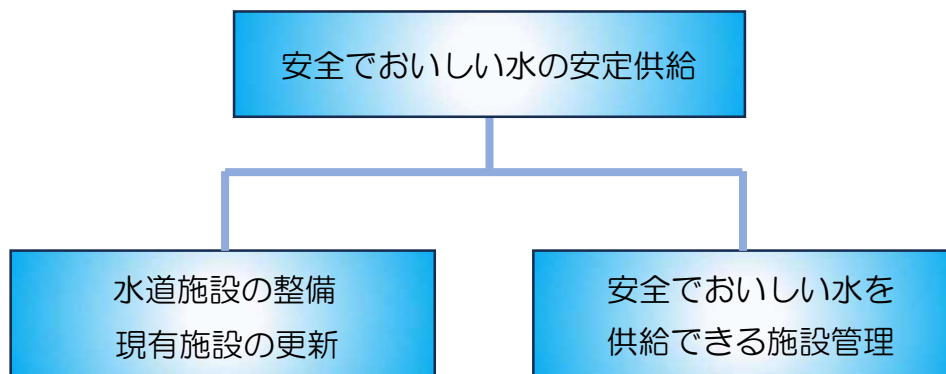 安全でおいしい水の安定供給
水道施設の整備
現有施設の更新
安全でおいしい水を
供給できる施設管理